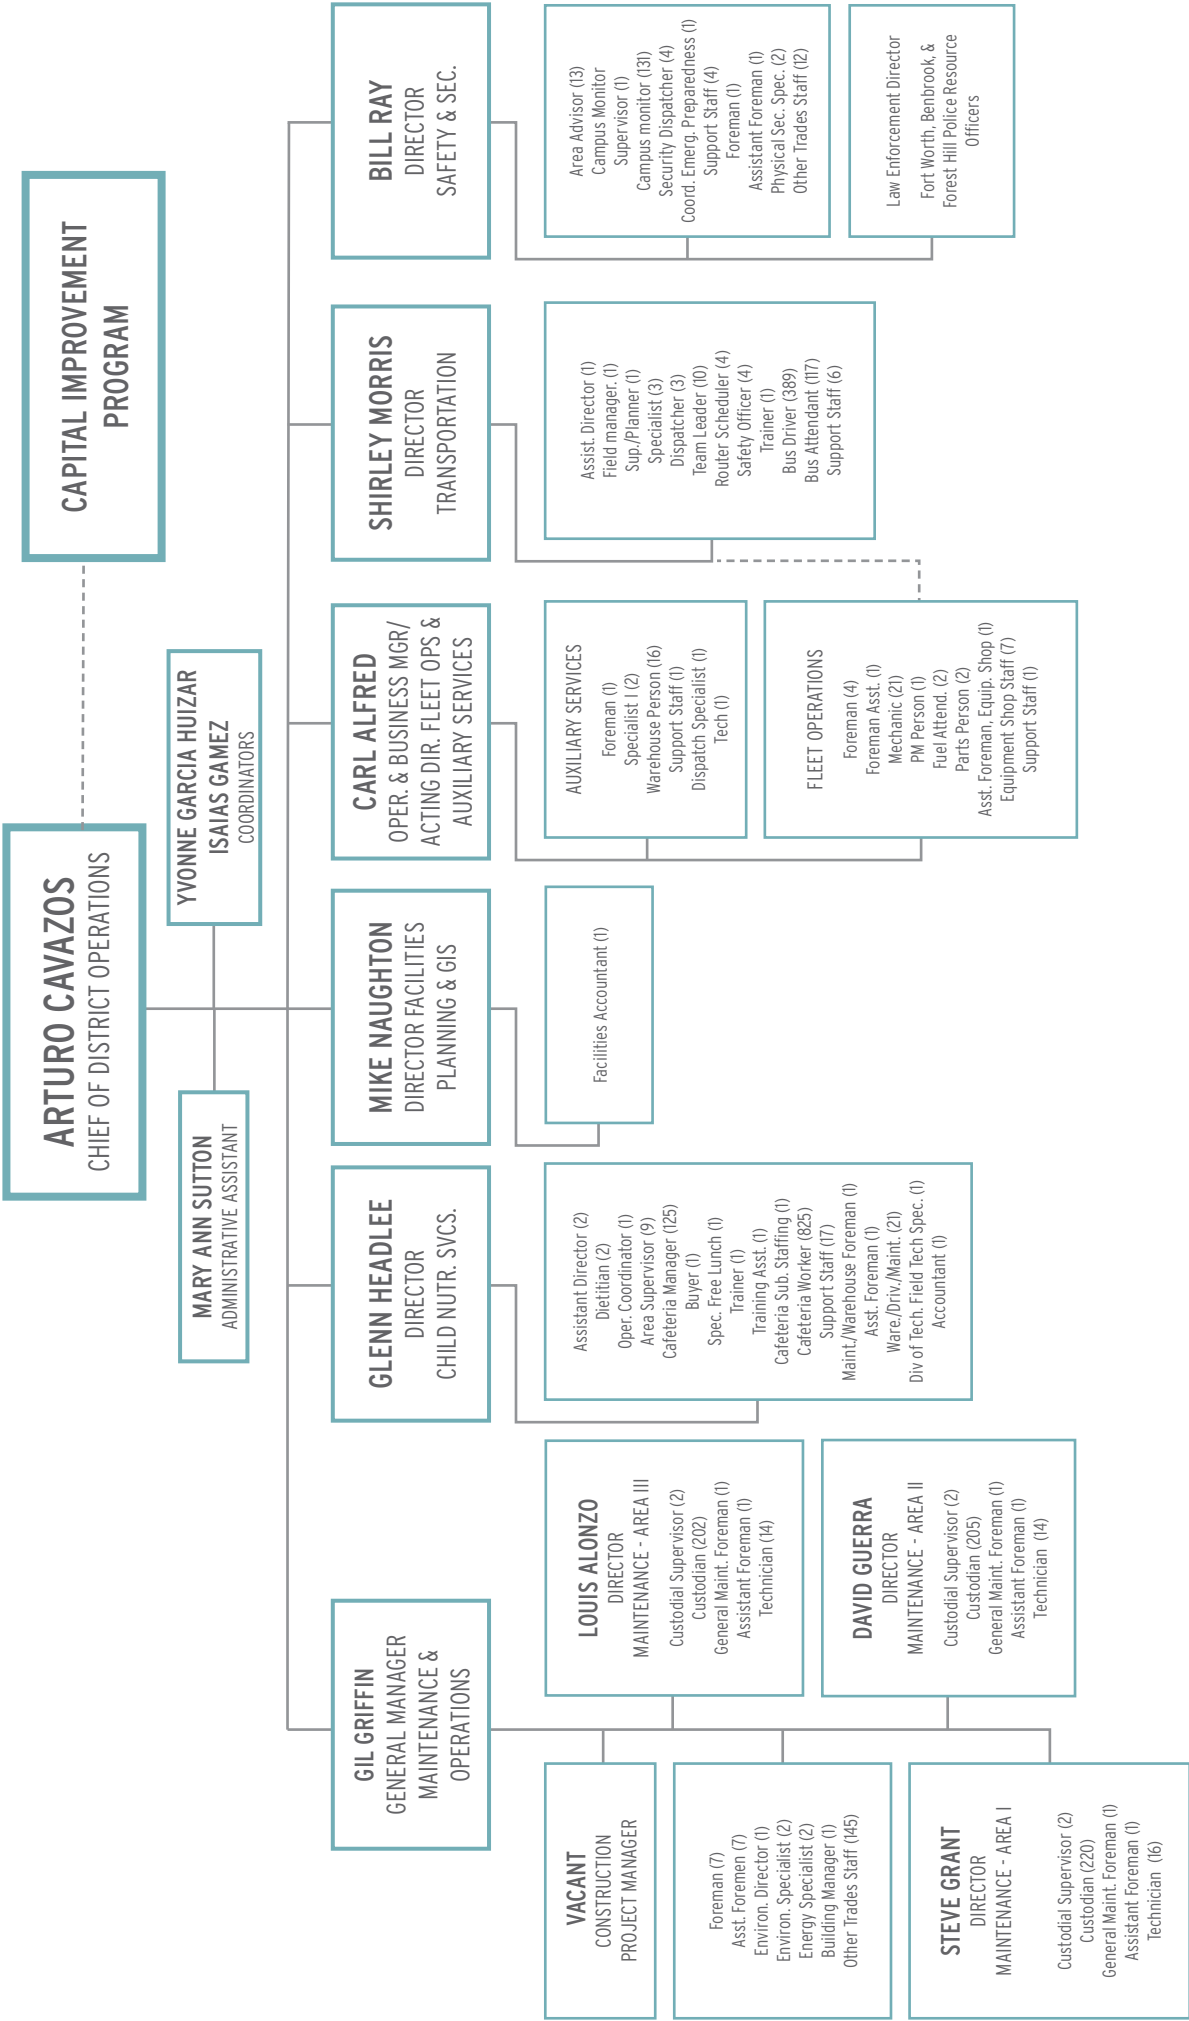 ARTURO CAVAZOS
CHIEF OF DISTRICT OPERATIONS
CAPITAL IMPROVEMENT
PROGRAM
MARY ANN SUTTON
ADMINISTRATIVE ASSISTANT
YVONNE GARCIA HUIZAR
ISAIAS GAMEZ
COORDINATORS
GIL GRIFFIN
GENERAL MANAGER
MAINTENANCE &
OPERATIONS
VACANT
CONSTRUCTION
PROJECT MANAGER
Foreman (7)
Asst. Foremen (7)
Environ. Director (1)
Environ. Specialist (2)
Energy Specialist (2)
Building Manager (1)
Other Trades Staff (145)
STEVE GRANT
DIRECTOR
MAINTENANCE - AREA I
Custodial Supervisor (2)
Custodian (220)
General Maint. Foreman (1)
Assistant Foreman (1)
Technician (16)
LOUIS ALONZO
DIRECTOR
MAINTENANCE - AREA III
Custodial Supervisor (2)
Custodian (202)
General Maint. Foreman (1)
Assistant Foreman (1)
Technician (14)
DAVID GUERRA
DIRECTOR
MAINTENANCE - AREA II
Custodial Supervisor (2)
Custodian (205)
General Maint. Foreman (1)
Assistant Foreman (1)
Technician (14)
GLENN HEADLEE
DIRECTOR
CHILD NUTR. SVCS.
Assistant Director (2)
Dietitian (2)
Oper. Coordinator (1)
Area Supervisor (9)
Cafeteria Manager (125)
Buyer (1)
Spec. Free Lunch (1)
Trainer (1)
Training Asst. (1)
Cafeteria Sub. Staffing (1)
Cafeteria Worker (825)
Support Staff (17)
Maint./Warehouse Foreman (1)
Asst. Foreman (1)
Ware./Driv./Maint. (21)
Div of Tech. Field Tech Spec. (1)
Accountant (1)
MIKE NAUGHTON
DIRECTOR FACILITIES
PLANNING & GIS
Facilities Accountant (1)
CARL ALFRED
OPER. & BUSINESS MGR/
ACTING DIR. FLEET OPS &
AUXILIARY SERVICES
AUXILIARY SERVICES
Foreman (1)
Specialist I (2)
Warehouse Person (16)
Support Staff (1)
Dispatch Specialist (1)
Tech (1)
FLEET OPERATIONS
Foreman (4)
Foreman Asst. (1)
Mechanic (21)
PM Person (1)
Fuel Attend. (2)
Parts Person (2)
Asst. Foreman, Equip. Shop (1)
Equipment Shop Staff (7)
Support Staff (1)
SHIRLEY MORRIS
DIRECTOR
TRANSPORTATION
Assist. Director (1)
Field manager. (1)
Sup./Planner (1)
Specialist (3)
Dispatcher (3)
Team Leader (10)
Router Scheduler (4)
Safety Officer (4)
Trainer (1)
Bus Driver (389)
Bus Attendant (117)
Support Staff (6)
BILL RAY
DIRECTOR
SAFETY & SEC.
Area Advisor (13)
Campus Monitor
Supervisor (1)
Campus monitor (131)
Security Dispatcher (4)
Coord. Emerg. Preparedness (1)
Support Staff (4)
Foreman (1)
Assistant Foreman (1)
Physical Sec. Spec. (2)
Other Trades Staff (12)
Law Enforcement Director
Fort Worth, Benbrook, &
Forest Hill Police Resource
Officers